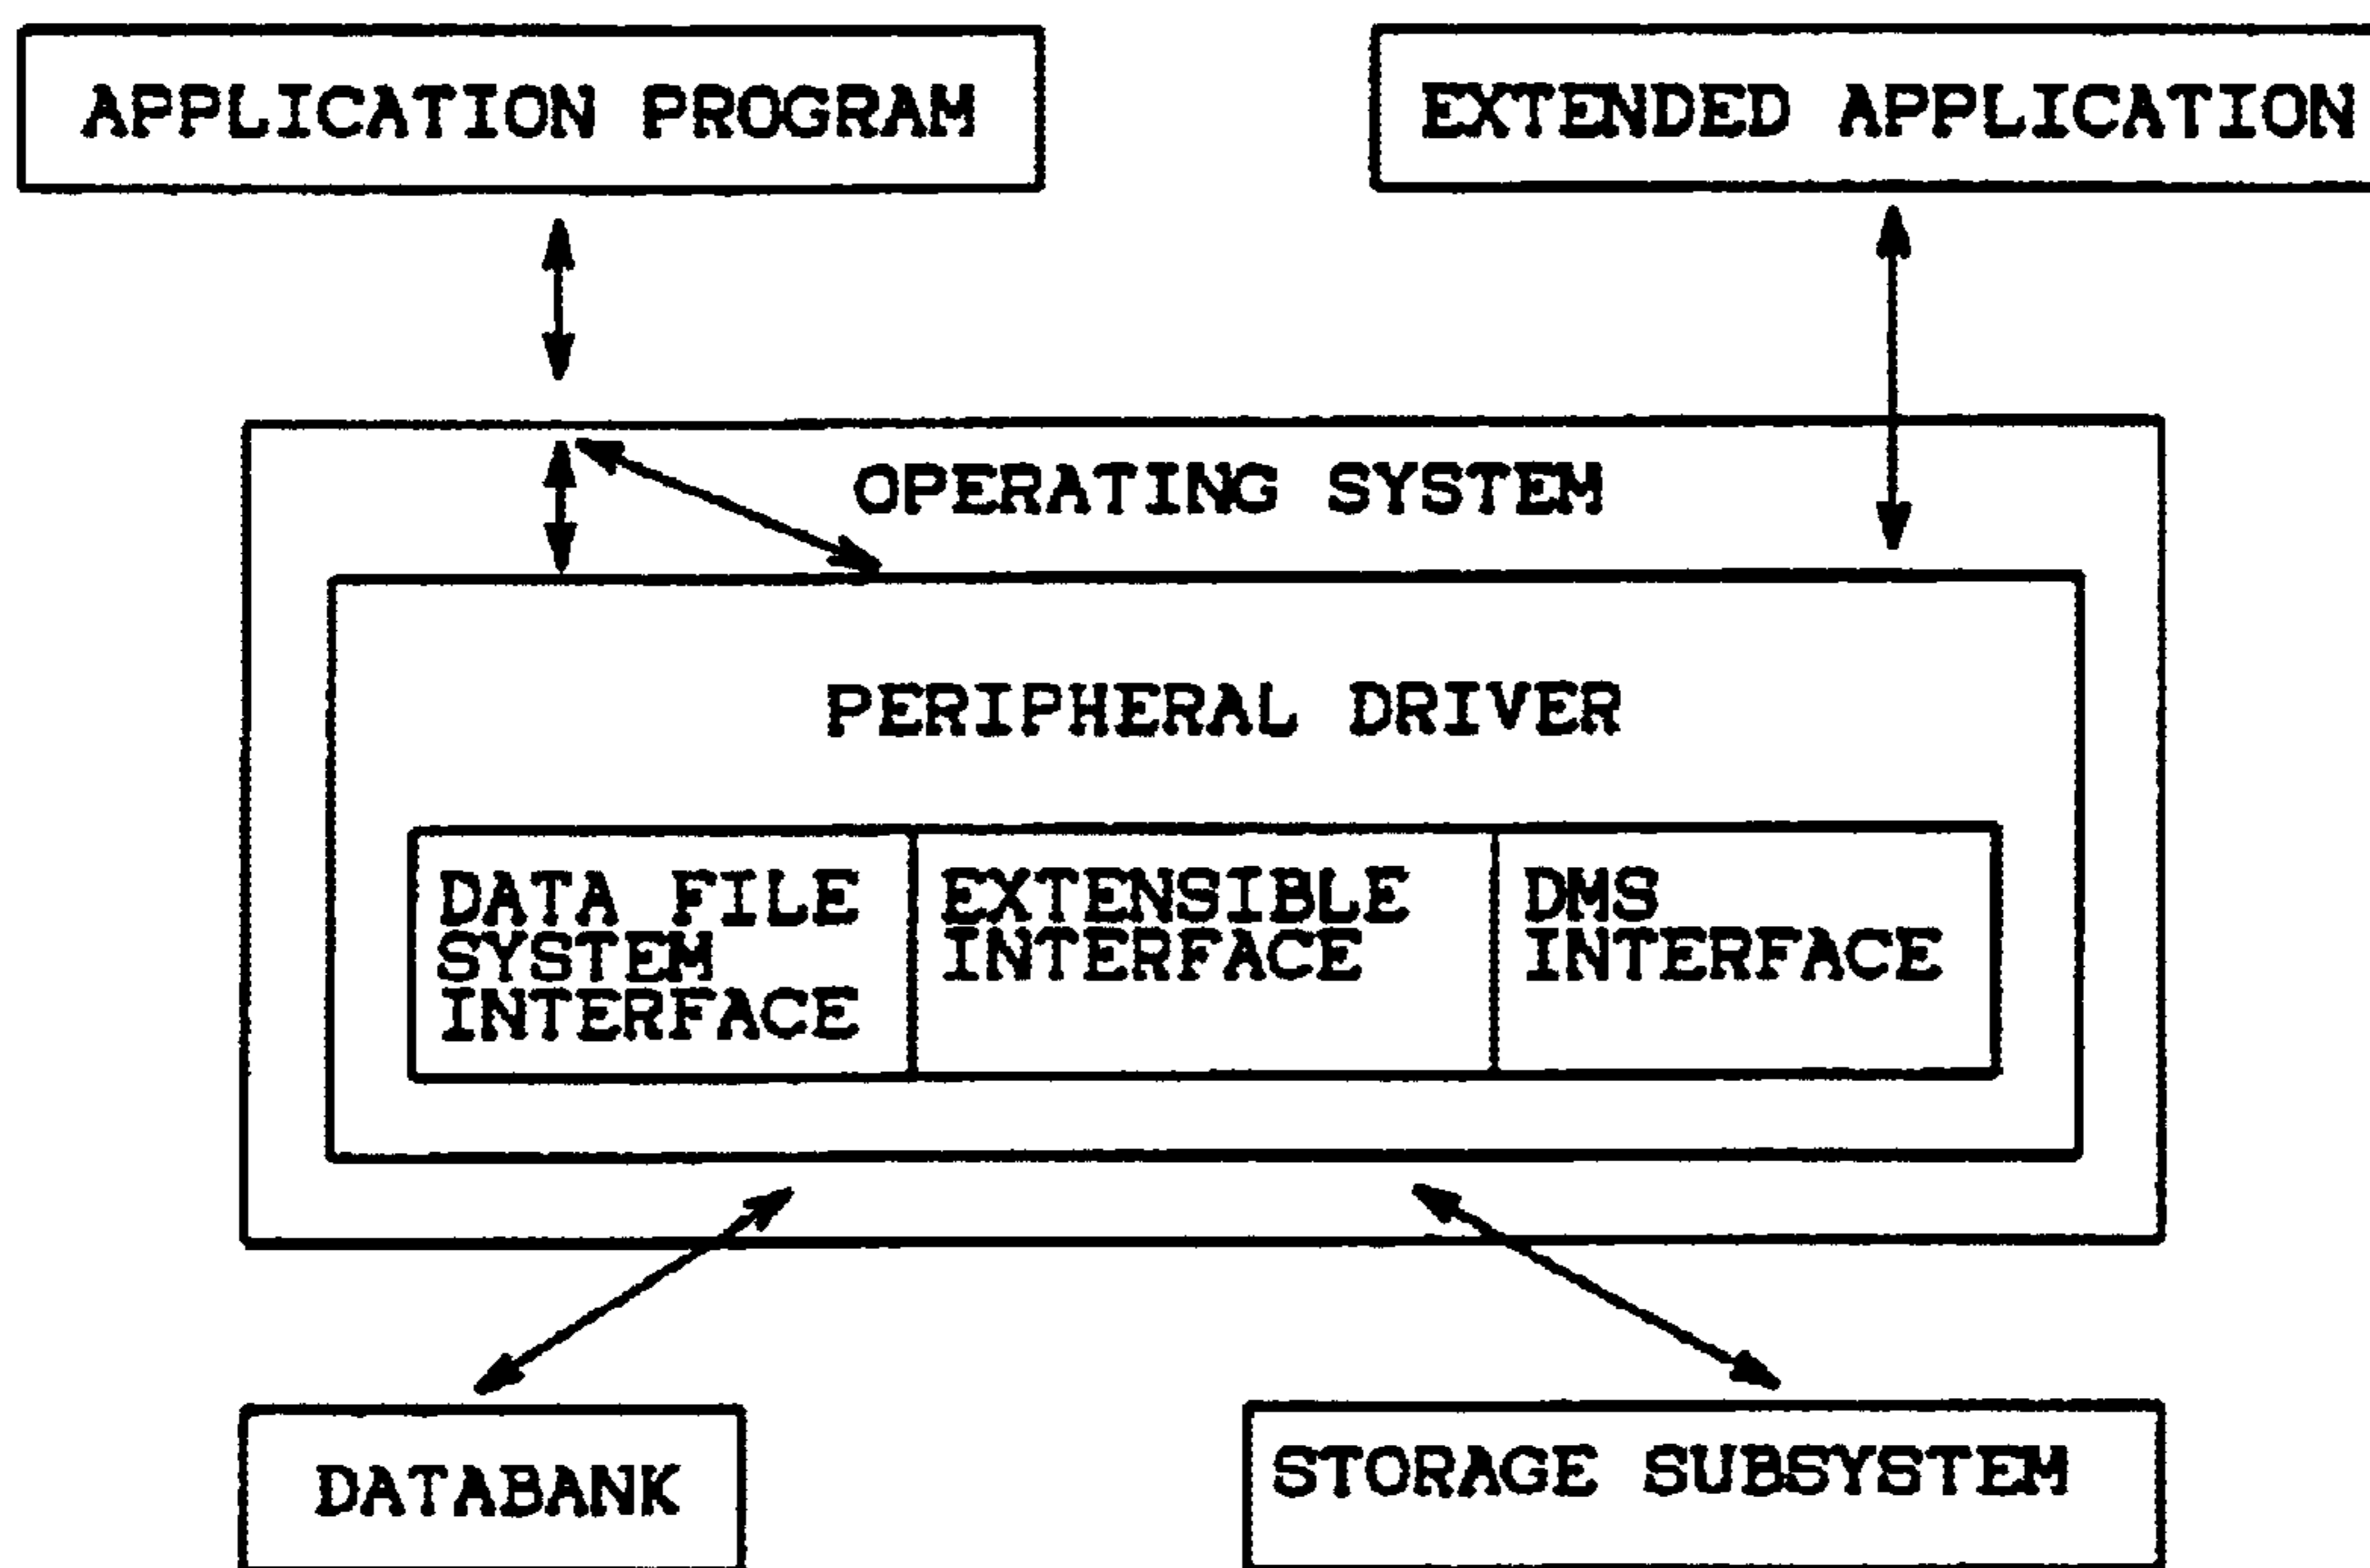 APPLICATION PROGRAM
EXTENDED APPLICATION
OPERATING SYSTEM
PERIPHERAL DRIVER
DATA FILE
SYSTEM
INTERFACE
EXTENSIBLE
INTERFACE
DMS
INTERFACE
DATABANK
STORAGE SUBSYSTEM